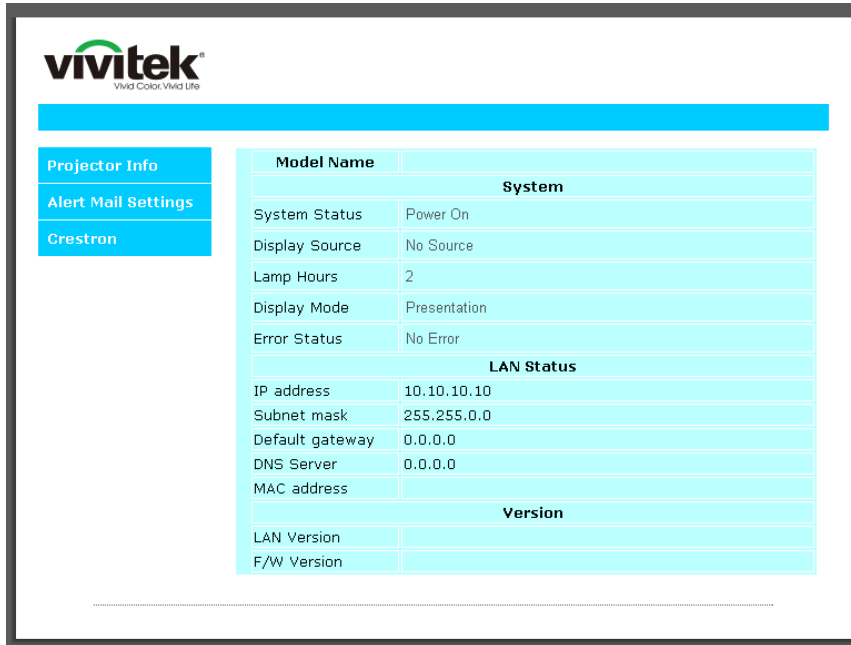 vivitek®
Vivid Color. Vivid Life
Projector Info
Alert Mail Settings
Crestron
Model Name
System
System Status Power On
Display Source No Source
Lamp Hours 2
Display Mode Presentation
Error Status No Error
LAN Status
IP address 10.10.10.10
Subnet mask 255.255.0.0
Default gateway 0.0.0.0
DNS Server 0.0.0.0
MAC address
Version
LAN Version
F/W Version